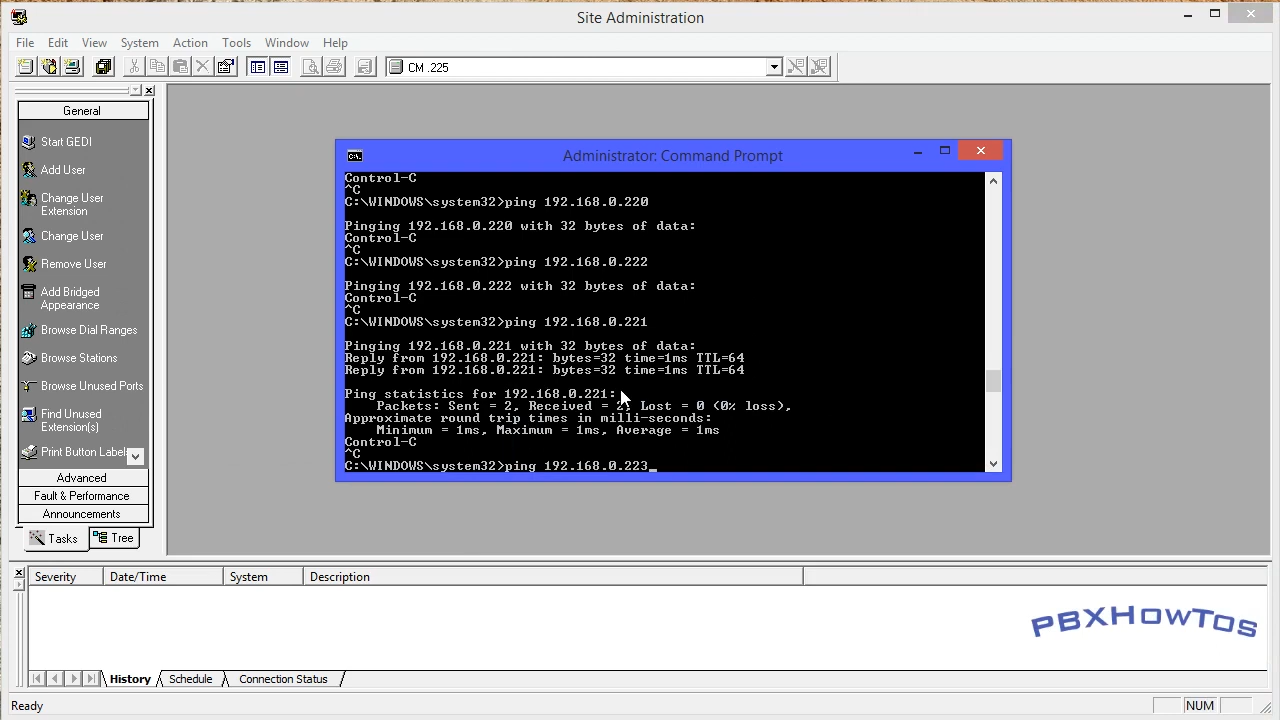 Site Administration
File Edit View System Action Tools Window Help
CM .225
General
Start GEDI
Add User
Change User
Extension
Change User
Remove User
Add Bridged
Appearance
Browse Dial Ranges
Browse Stations
Browse Unused Ports
Find Unused
Extension(s)
Print Button Labels
Advanced
Fault & Performance
Announcements
Tasks Tree
Administrator: Command Prompt
Control-C
^C
C:\WINDOWS\system32>ping 192.168.0.220
Pinging 192.168.0.220 with 32 bytes of data:
Control-C
^C
C:\WINDOWS\system32>ping 192.168.0.222
Pinging 192.168.0.222 with 32 bytes of data:
Control-C
^C
C:\WINDOWS\system32>ping 192.168.0.221
Pinging 192.168.0.221 with 32 bytes of data:
Reply from 192.168.0.221: bytes=32 time=1ms TTL=64
Reply from 192.168.0.221: bytes=32 time=1ms TTL=64
Ping statistics for 192.168.0.221:
Packets: Sent = 2, Received = 2, Lost = 0 (0% loss),
Approximate round trip times in milli-seconds:
Minimum = 1ms, Maximum = 1ms, Average = 1ms
Control-C
^C
C:\WINDOWS\system32>ping 192.168.0.223_
Severity Date/Time System Description
PBXHowTos
History Schedule Connection Status
Ready NUM